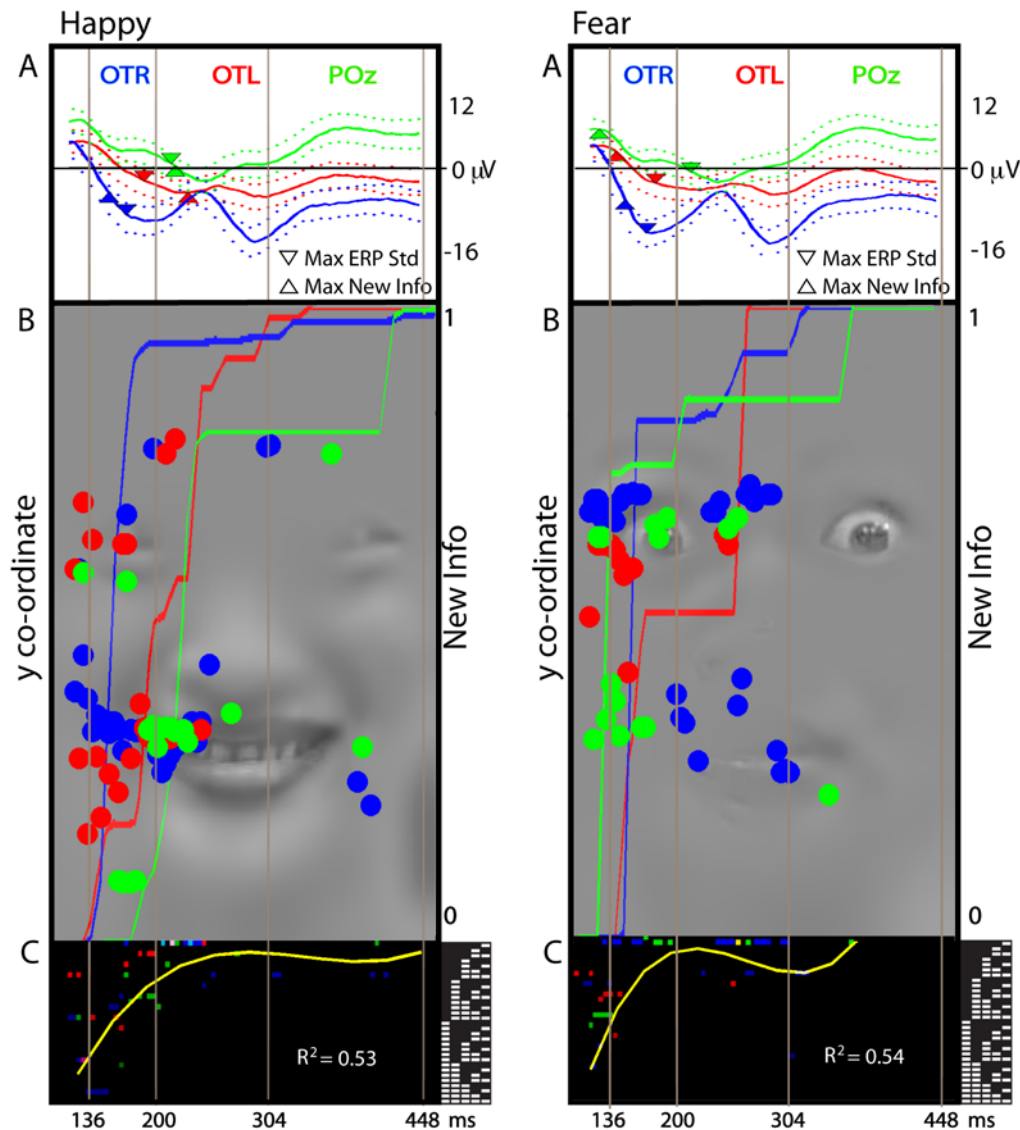 Happy
A
OTR OTL POz
12
0 μV
-16
▽ Max ERP Std
△ Max New Info
B
y co-ordinate
New Info
1
0
C
R² = 0.53
136 200 304 448 ms
Fear
A
OTR OTL POz
12
0 μV
-16
▽ Max ERP Std
△ Max New Info
B
y co-ordinate
New Info
1
0
C
R² = 0.54
136 200 304 448 ms